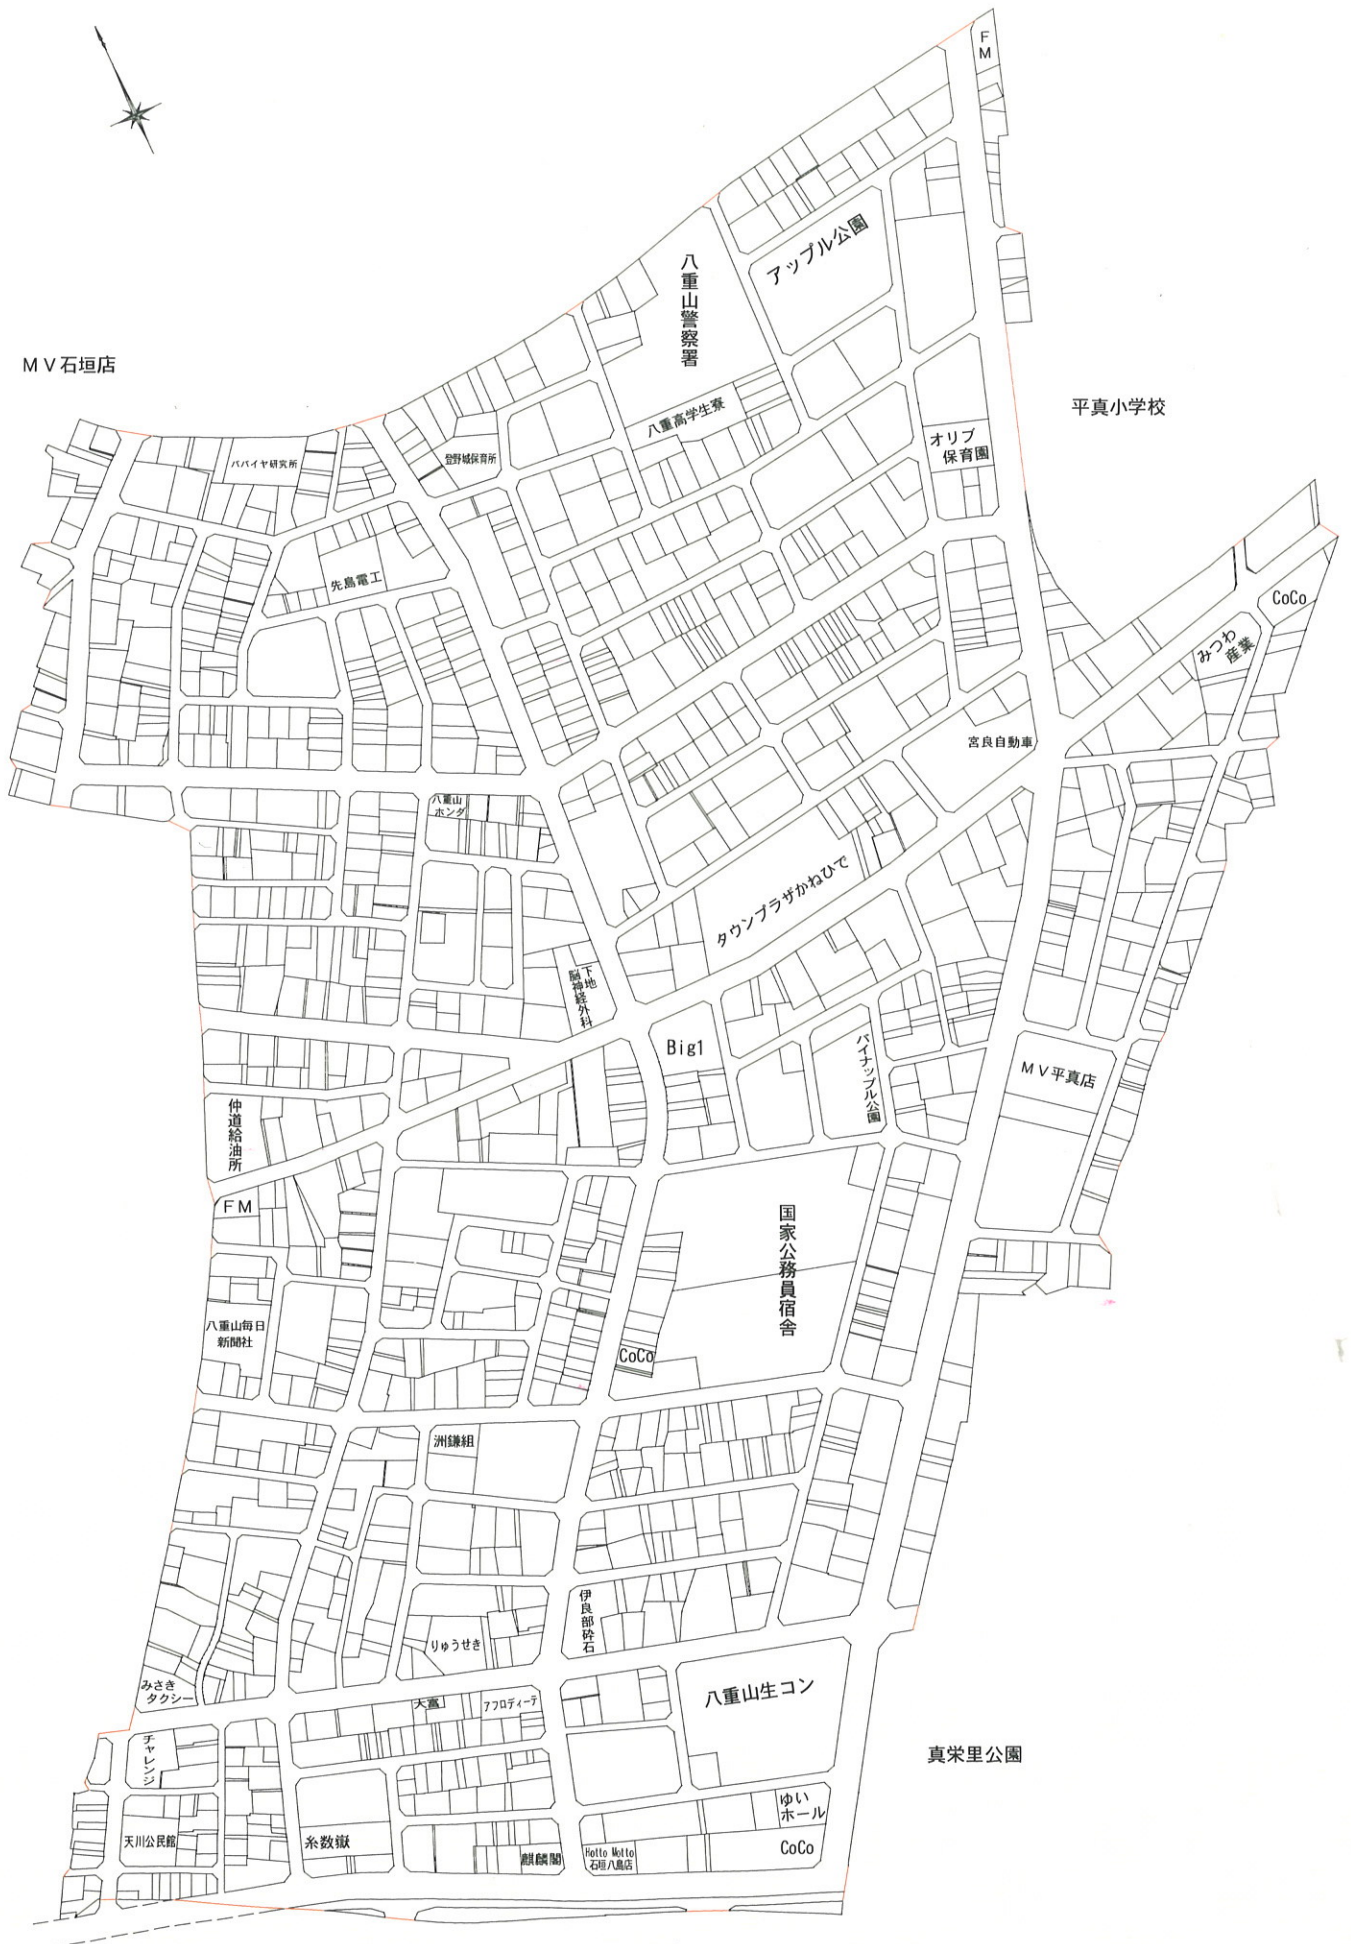 FM
アップル公園
八重山警察署
MV石垣店
八重高学生寮
平真小学校
オリブ
保育園
パパイヤ研究所
登野城保育所
先島電工
CoCo
みつわ
産業
宮良自動車
八重山
ホンダ
タウンプラザかねひで
下地
脳神経外科
Big1
パイナップル公園
MV平真店
仲道給油所
FM
国家公務員宿舎
八重山毎日
新聞社
CoCo
洲鎌組
伊良部砕石
りゅうせき
みさき
タクシー
大富
アフロディーテ
八重山生コン
チャレンジ
真栄里公園
ゆい
ホール
天川公民館
糸数嶽
麒麟閣
Hotto Motto
石垣八島店
CoCo